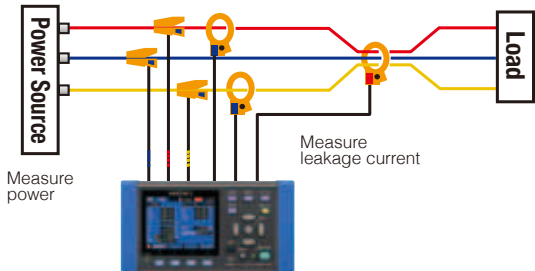 Power Source
Load
Measure
leakage current
Measure
power